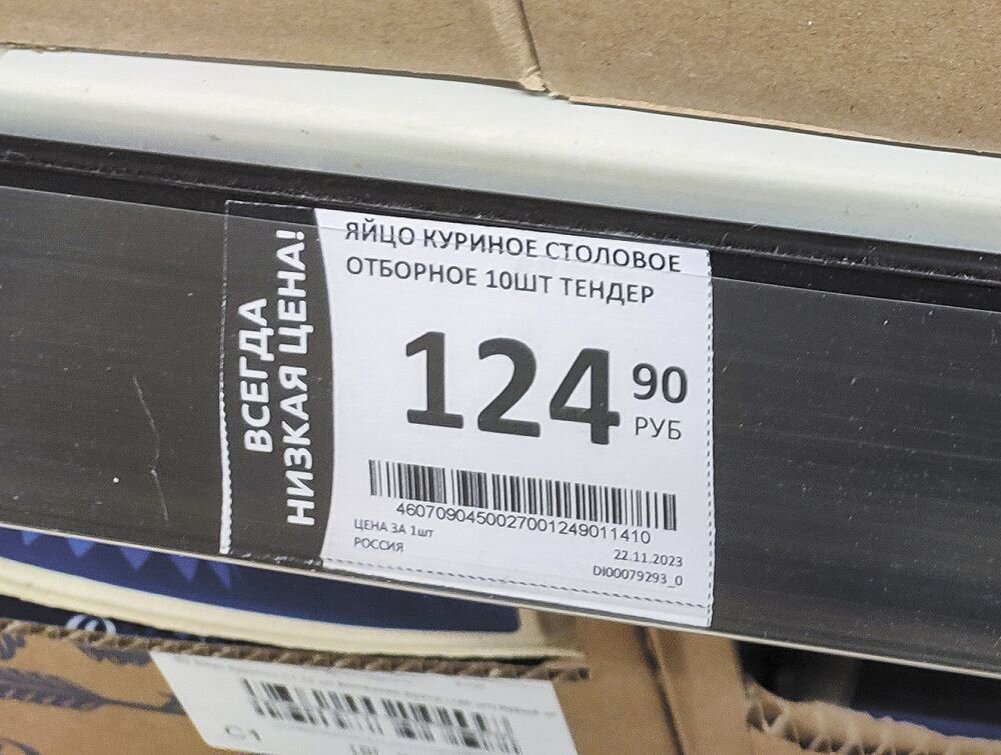 ВСЕГДА
НИЗКАЯ ЦЕНА!
ЯЙЦО КУРИНОЕ СТОЛОВОЕ
ОТБОРНОЕ 10ШТ ТЕНДЕР
124 90
РУБ
4607090450027001249011410
ЦЕНА ЗА 1шт
РОССИЯ
22.11.2023
DI00079293_0
C1